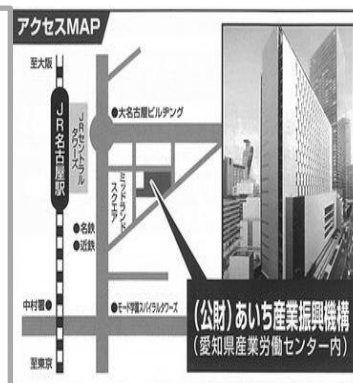 アクセスMAP
至大阪
JR名古屋駅
JRセントラルタワーズ
●大名古屋ビルヂング
ミッドランドスクエア
●名鉄
●近鉄
中村署●
●モード学園スパイラルタワーズ
至東京
(公財)あいち産業振興機構
(愛知県産業労働センター内)